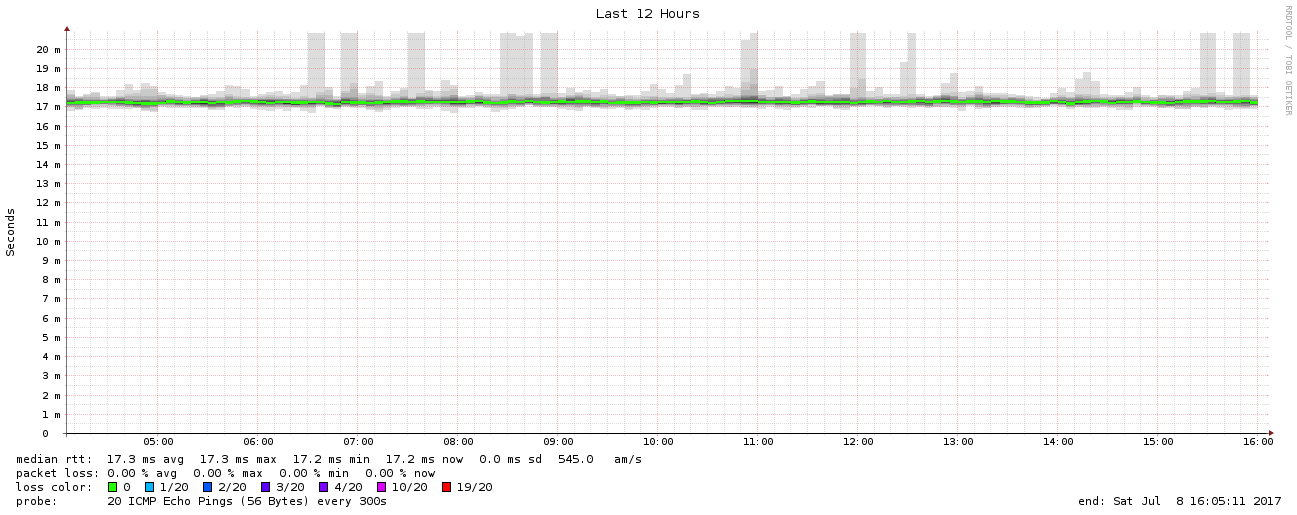 Last 12 Hours
RRDTOOL / TOBI OETIKER
Seconds
20 m
19 m
18 m
17 m
16 m
15 m
14 m
13 m
12 m
11 m
10 m
9 m
8 m
7 m
6 m
5 m
4 m
3 m
2 m
1 m
0
05:00 06:00 07:00 08:00 09:00 10:00 11:00 12:00 13:00 14:00 15:00 16:00
median rtt: 17.3 ms avg 17.3 ms max 17.2 ms min 17.2 ms now 0.0 ms sd 545.0 am/s
packet loss: 0.00 % avg 0.00 % max 0.00 % min 0.00 % now
loss color: 0 1/20 2/20 3/20 4/20 10/20 19/20
probe: 20 ICMP Echo Pings (56 Bytes) every 300s end: Sat Jul 8 16:05:11 2017